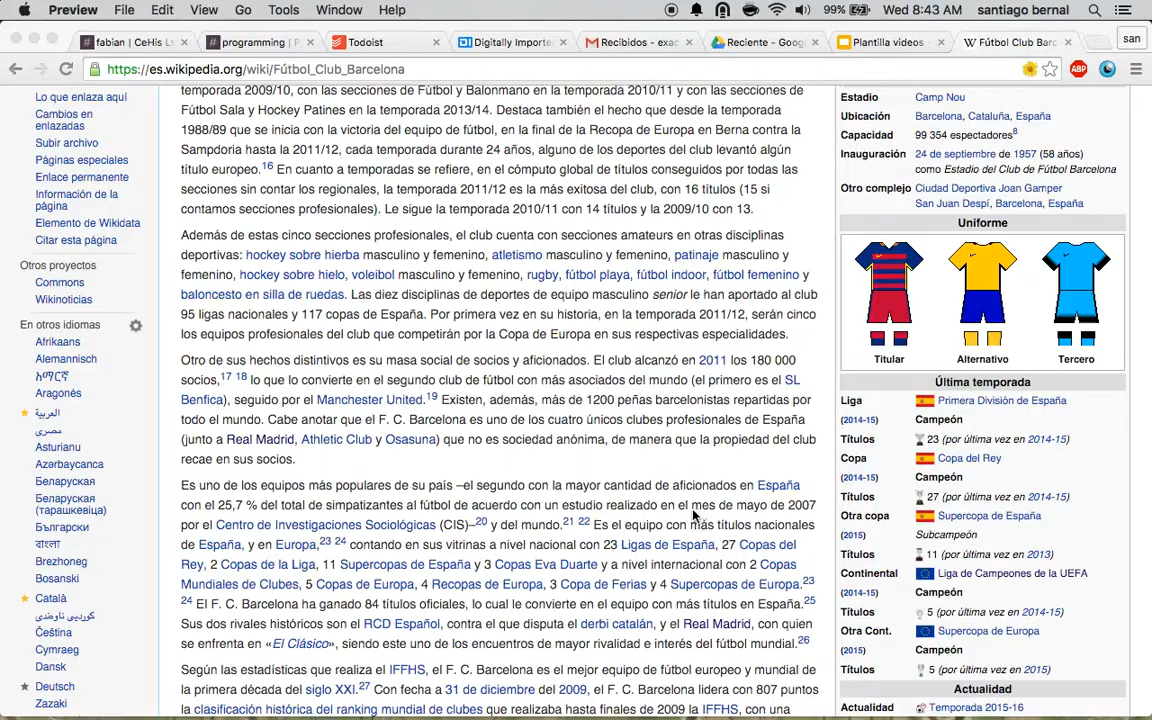 Preview File Edit View Go Tools Window Help 99% Wed 8:43 AM santiago bernal
#fabian | CeHis L #programming | P Todoist Digitally Importe Recibidos - exac Reciente - Goog Plantilla videos Fútbol Club Barc san
https://es.wikipedia.org/wiki/Fútbol_Club_Barcelona ABP
Lo que enlaza aquí
Cambios en
enlazadas
Subir archivo
Páginas especiales
Enlace permanente
Información de la
página
Elemento de Wikidata
Citar esta página
Otros proyectos
Commons
Wikinoticias
En otros idiomas
Afrikaans
Alemannisch
አማርኛ
Aragonés
العربية
مصرى
Asturianu
Azərbaycanca
Беларуская
Беларуская
(тарашкевіца)
Български
বাংলা
Brezhoneg
Bosanski
Català
کوردیی ناوەندی
Čeština
Cymraeg
Dansk
Deutsch
Zazaki
temporada 2009/10, con las secciones de Fútbol y Balonmano en la temporada 2010/11 y con las secciones de
Fútbol Sala y Hockey Patines en la temporada 2013/14. Destaca también el hecho que desde la temporada
1988/89 que se inicia con la victoria del equipo de fútbol, en la final de la Recopa de Europa en Berna contra la
Sampdoria hasta la 2011/12, cada temporada durante 24 años, alguno de los deportes del club levantó algún
título europeo.16 En cuanto a temporadas se refiere, en el cómputo global de títulos conseguidos por todas las
secciones sin contar los regionales, la temporada 2011/12 es la más exitosa del club, con 16 títulos (15 si
contamos secciones profesionales). Le sigue la temporada 2010/11 con 14 títulos y la 2009/10 con 13.
Además de estas cinco secciones profesionales, el club cuenta con secciones amateurs en otras disciplinas
deportivas: hockey sobre hierba masculino y femenino, atletismo masculino y femenino, patinaje masculino y
femenino, hockey sobre hielo, voleibol masculino y femenino, rugby, fútbol playa, fútbol indoor, fútbol femenino y
baloncesto en silla de ruedas. Las diez disciplinas de deportes de equipo masculino senior le han aportado al club
95 ligas nacionales y 117 copas de España. Por primera vez en su historia, en la temporada 2011/12, serán cinco
los equipos profesionales del club que competirán por la Copa de Europa en sus respectivas especialidades.
Otro de sus hechos distintivos es su masa social de socios y aficionados. El club alcanzó en 2011 los 180 000
socios,17 18 lo que lo convierte en el segundo club de fútbol con más asociados del mundo (el primero es el SL
Benfica), seguido por el Manchester United.19 Existen, además, más de 1200 peñas barcelonistas repartidas por
todo el mundo. Cabe anotar que el F. C. Barcelona es uno de los cuatro únicos clubes profesionales de España
(junto a Real Madrid, Athletic Club y Osasuna) que no es sociedad anónima, de manera que la propiedad del club
recae en sus socios.
Es uno de los equipos más populares de su país –el segundo con la mayor cantidad de aficionados en España
con el 25,7 % del total de simpatizantes al fútbol de acuerdo con un estudio realizado en el mes de mayo de 2007
por el Centro de Investigaciones Sociológicas (CIS)–20 y del mundo.21 22 Es el equipo con más títulos nacionales
de España, y en Europa,23 24 contando en sus vitrinas a nivel nacional con 23 Ligas de España, 27 Copas del
Rey, 2 Copas de la Liga, 11 Supercopas de España y 3 Copas Eva Duarte y a nivel internacional con 2 Copas
Mundiales de Clubes, 5 Copas de Europa, 4 Recopas de Europa, 3 Copa de Ferias y 4 Supercopas de Europa.23
24 El F. C. Barcelona ha ganado 84 títulos oficiales, lo cual le convierte en el equipo con más títulos en España.25
Sus dos rivales históricos son el RCD Español, contra el que disputa el derbi catalán, y el Real Madrid, con quien
se enfrenta en «El Clásico», siendo este uno de los encuentros de mayor rivalidad e interés del fútbol mundial.26
Según las estadísticas que realiza el IFFHS, el F. C. Barcelona es el mejor equipo de fútbol europeo y mundial de
la primera década del siglo XXI.27 Con fecha a 31 de diciembre del 2009, el F. C. Barcelona lidera con 807 puntos
la clasificación histórica del ranking mundial de clubes que realizaba hasta finales de 2009 la IFFHS, con una
Estadio Camp Nou
Ubicación Barcelona, Cataluña, España
Capacidad 99 354 espectadores8
Inauguración 24 de septiembre de 1957 (58 años)
como Estadio del Club de Fútbol Barcelona
Otro complejo Ciudad Deportiva Joan Gamper
San Juan Despí, Barcelona, España
Uniforme
Titular Alternativo Tercero
Última temporada
Liga Primera División de España
(2014-15) Campeón
Títulos 23 (por última vez en 2014-15)
Copa Copa del Rey
(2014-15) Campeón
Títulos 27 (por última vez en 2014-15)
Otra copa Supercopa de España
(2015) Subcampeón
Títulos 11 (por última vez en 2013)
Continental Liga de Campeones de la UEFA
(2014-15) Campeón
Títulos 5 (por última vez en 2014-15)
Otra Cont. Supercopa de Europa
(2015) Campeón
Títulos 5 (por última vez en 2015)
Actualidad
Temporada 2015-16